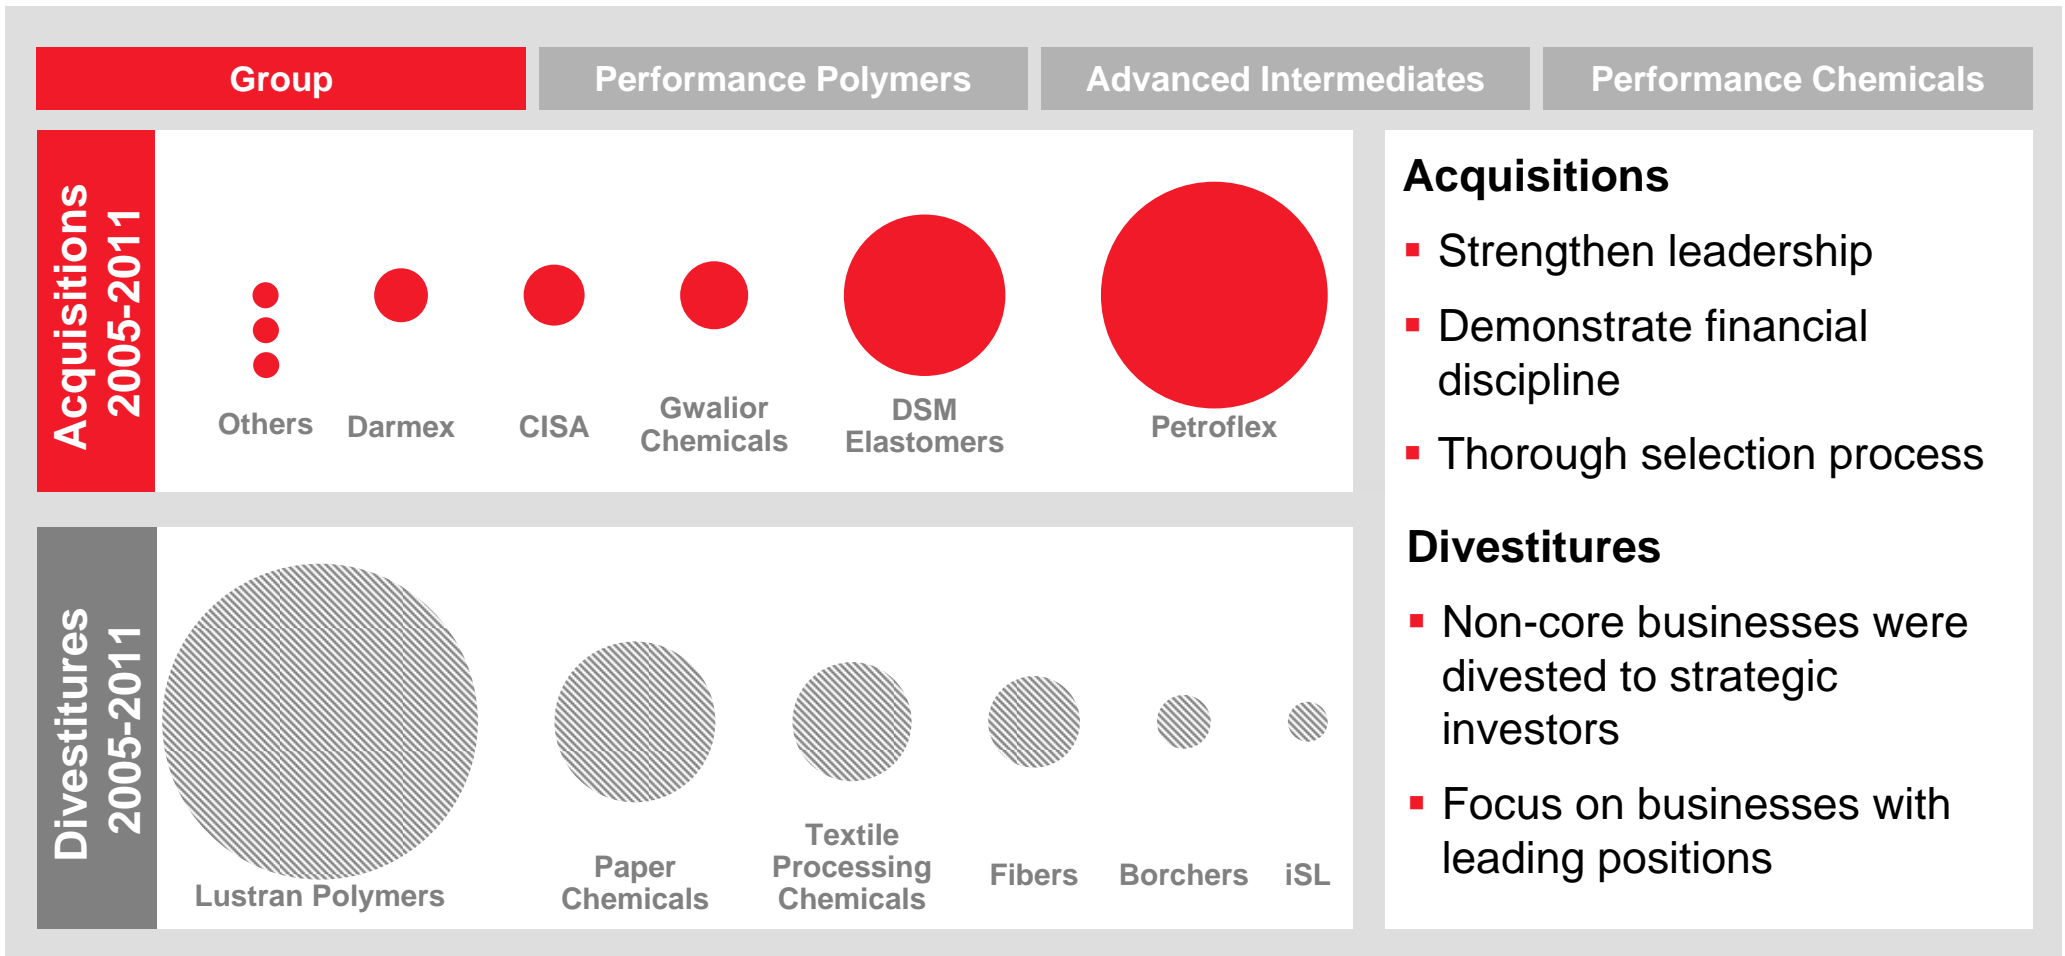 Group
Performance Polymers
Advanced Intermediates
Performance Chemicals
Acquisitions
2005-2011
Others
Darmex
CISA
Gwalior
Chemicals
DSM
Elastomers
Petroflex
Divestitures
2005-2011
Lustran Polymers
Paper
Chemicals
Textile
Processing
Chemicals
Fibers
Borchers
iSL
Acquisitions
▪ Strengthen leadership
▪ Demonstrate financial
discipline
▪ Thorough selection process
Divestitures
▪ Non-core businesses were
divested to strategic
investors
▪ Focus on businesses with
leading positions